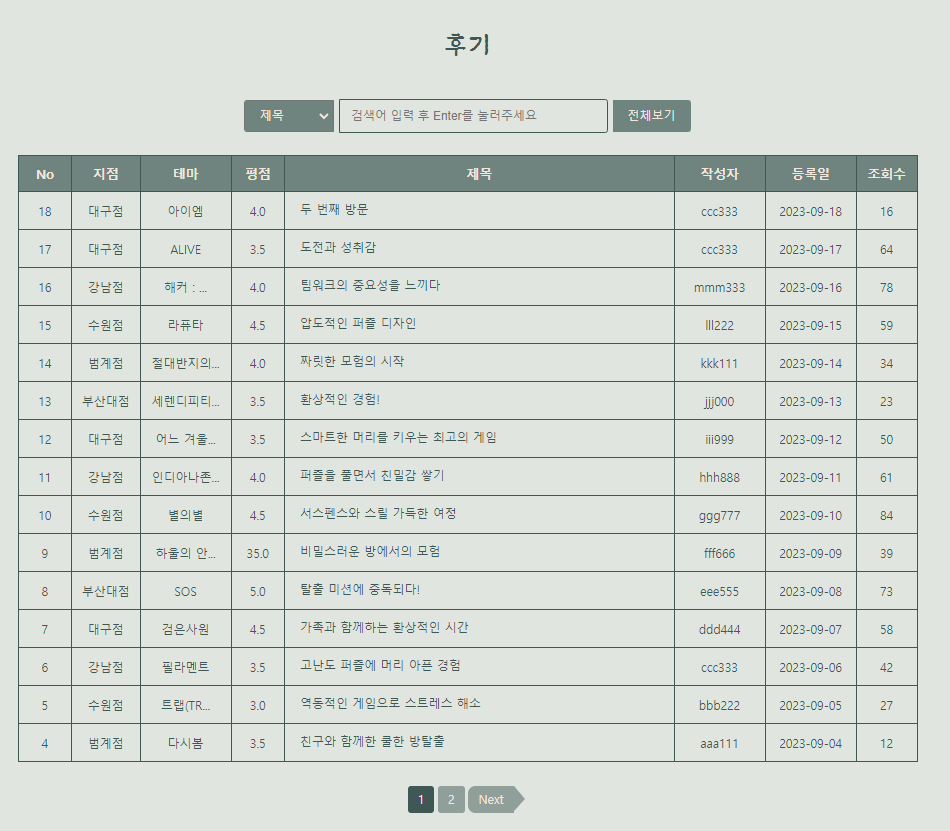 후기
제목 검색어 입력 후 Enter를 눌러주세요 전체보기
No 지점 테마 평점 제목 작성자 등록일 조회수
18 대구점 아이엠 4.0 두 번째 방문 ccc333 2023-09-18 16
17 대구점 ALIVE 3.5 도전과 성취감 ccc333 2023-09-17 64
16 강남점 해커 : ... 4.0 팀워크의 중요성을 느끼다 mmm333 2023-09-16 78
15 수원점 라퓨타 4.5 압도적인 퍼즐 디자인 lll222 2023-09-15 59
14 범계점 절대반지의... 4.0 짜릿한 모험의 시작 kkk111 2023-09-14 34
13 부산대점 세렌디피티... 3.5 환상적인 경험! jjj000 2023-09-13 23
12 대구점 어느 겨울... 3.5 스마트한 머리를 키우는 최고의 게임 iii999 2023-09-12 50
11 강남점 인디아나존... 4.0 퍼즐을 풀면서 친밀감 쌓기 hhh888 2023-09-11 61
10 수원점 별의별 4.5 서스펜스와 스릴 가득한 여정 ggg777 2023-09-10 84
9 범계점 하울의 안... 35.0 비밀스러운 방에서의 모험 fff666 2023-09-09 39
8 부산대점 SOS 5.0 탈출 미션에 중독되다! eee555 2023-09-08 73
7 대구점 검은사원 4.5 가족과 함께하는 환상적인 시간 ddd444 2023-09-07 58
6 강남점 필라멘트 3.5 고난도 퍼즐에 머리 아픈 경험 ccc333 2023-09-06 42
5 수원점 트랩(TR... 3.0 역동적인 게임으로 스트레스 해소 bbb222 2023-09-05 27
4 범계점 다시봄 3.5 친구와 함께한 쿨한 방탈출 aaa111 2023-09-04 12
1 2 Next